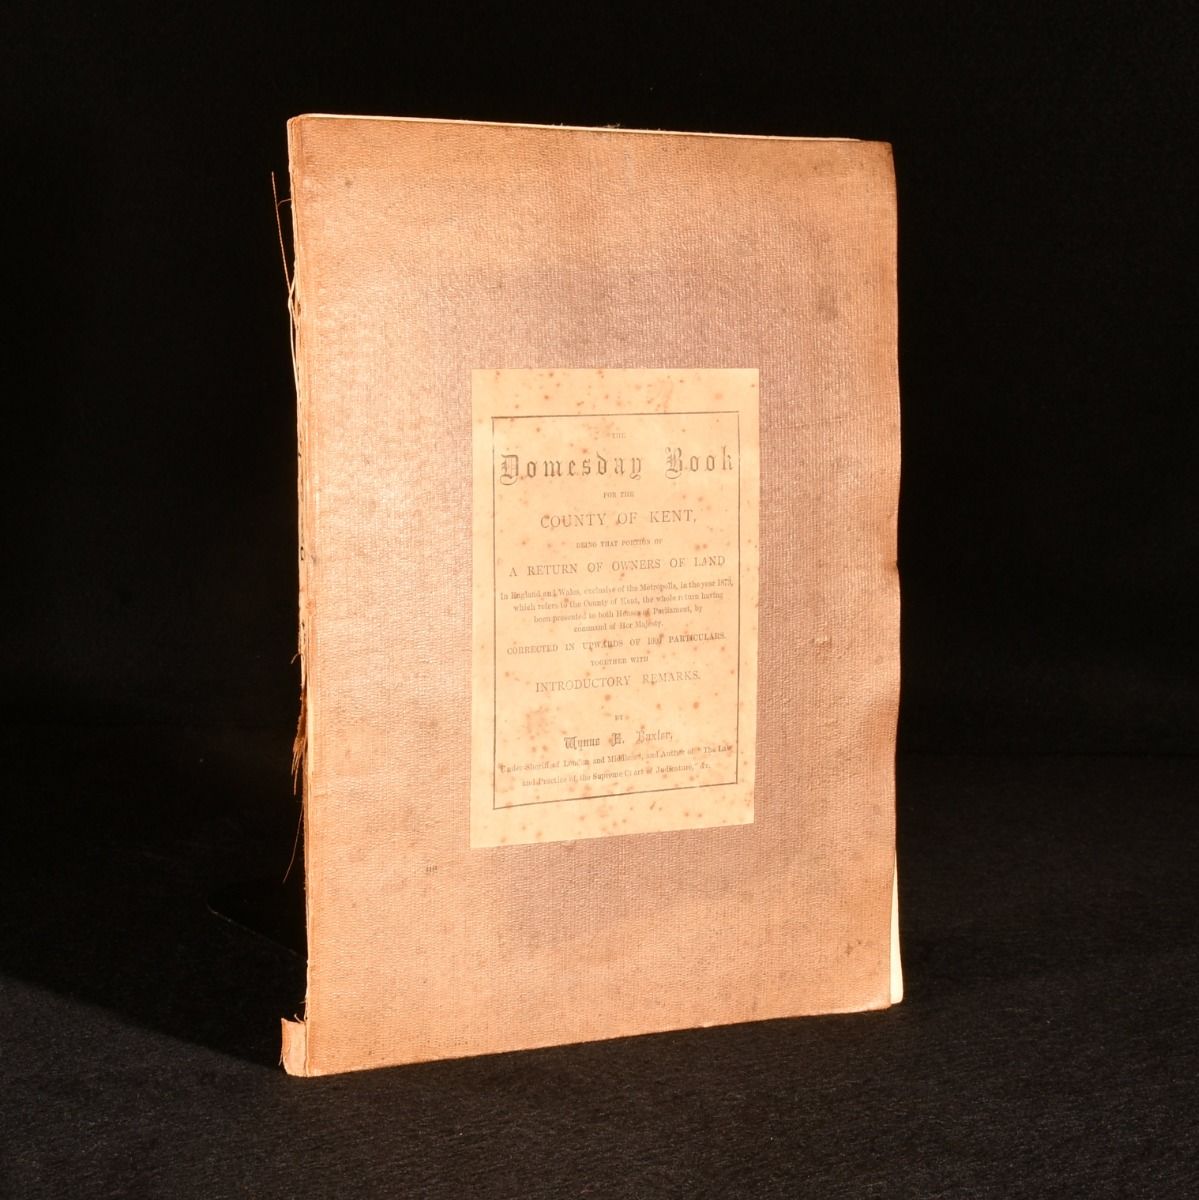 THE
Domesday Book
FOR THE
COUNTY OF KENT,
BEING THAT PORTION OF
A RETURN OF OWNERS OF LAND
In England and Wales, exclusive of the Metropolis, in the year 1873,
which refers to the County of Kent, the whole return having
been presented to both Houses of Parliament, by
command of Her Majesty.
CORRECTED IN UPWARDS OF PARTICULARS.
TOGETHER WITH
INTRODUCTORY REMARKS.
BY
Wynne E. Baxter,
Under-Sheriff of London and Middlesex, and Author of "The Law
and Practice of the Supreme Court of Judicature," &c.